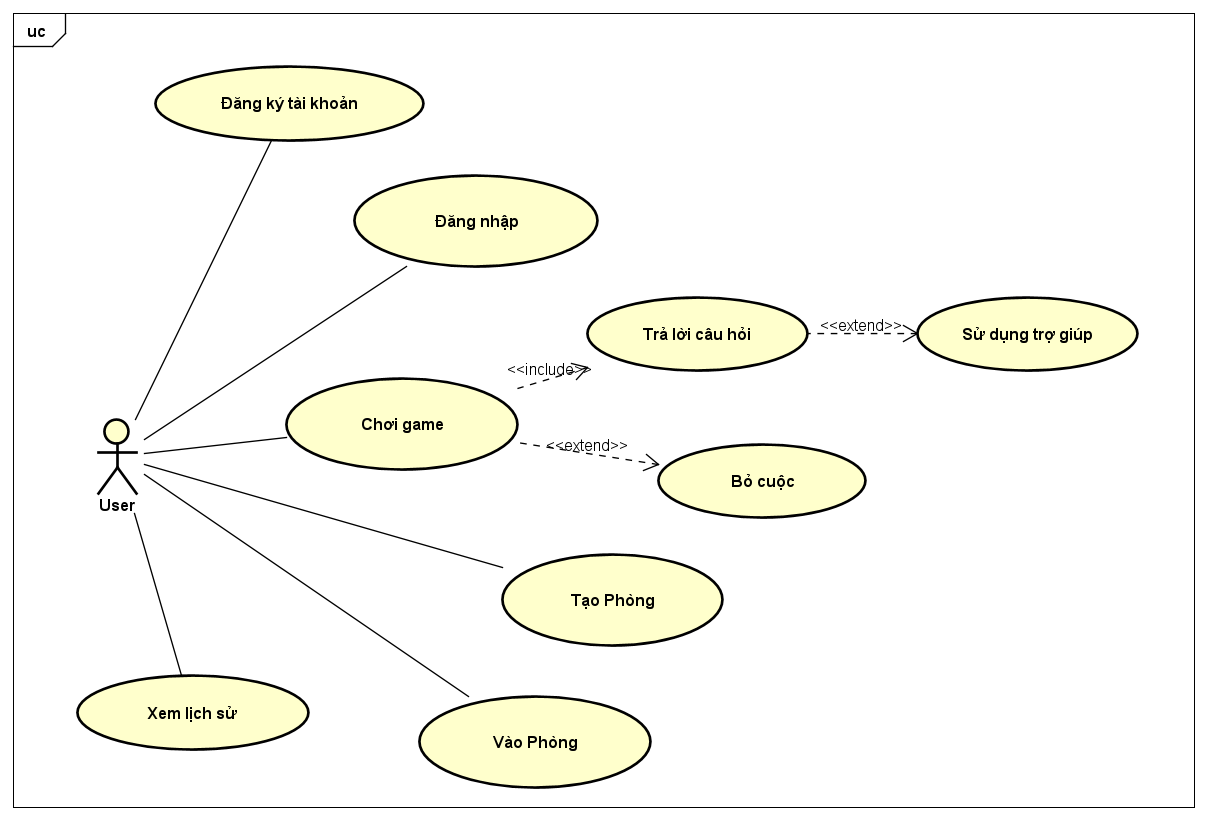 uc
Đăng ký tài khoản
Đăng nhập
Trả lời câu hỏi
<<extend>>
Sử dụng trợ giúp
<<include>>
Chơi game
<<extend>>
Bỏ cuộc
User
Tạo Phòng
Xem lịch sử
Vào Phòng